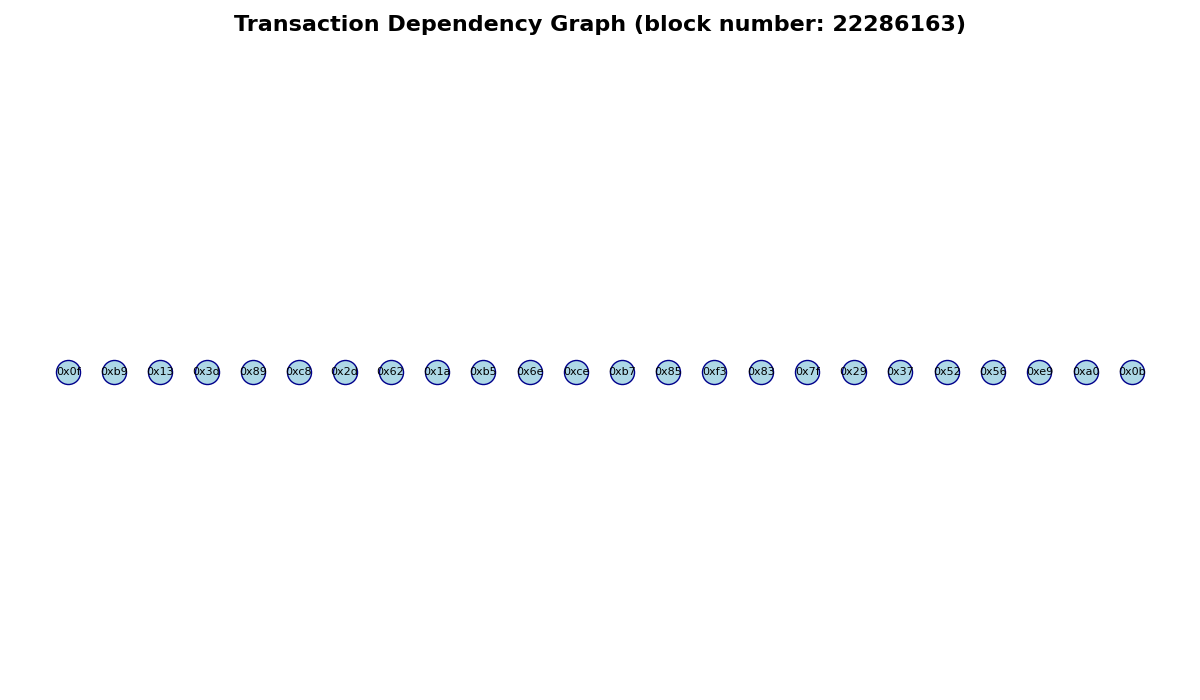 Transaction Dependency Graph (block number: 22286163)
0x0f 0xb9 0x13 0x3d 0x89 0xc8 0x2d 0x62 0x1a 0xb5 0x6e 0xce 0xb7 0x85 0xf3 0x83 0x7f 0x29 0x37 0x52 0x56 0xe9 0xa0 0x0b